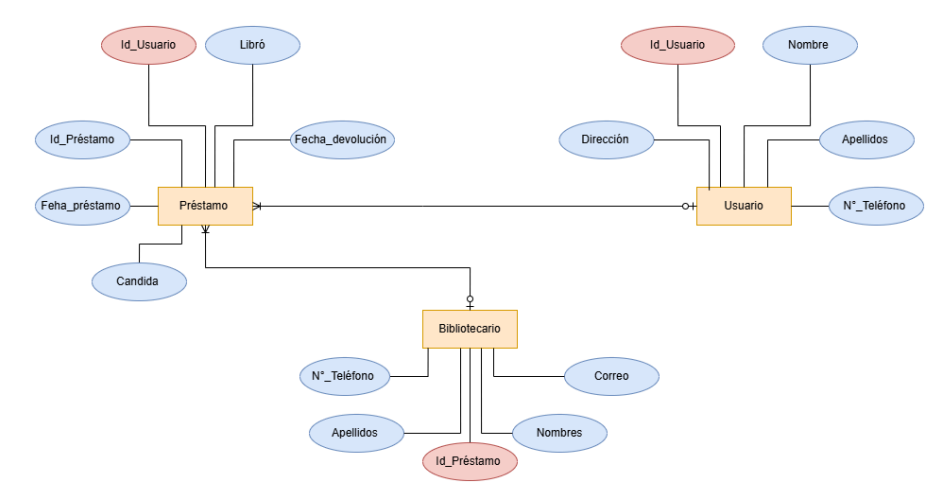 Id_Usuario
Libró
Id_Usuario
Nombre
Id_Préstamo
Fecha_devolución
Dirección
Apellidos
Feha_préstamo
Préstamo
Usuario
N°_Teléfono
Candida
Bibliotecario
N°_Teléfono
Correo
Apellidos
Nombres
Id_Préstamo